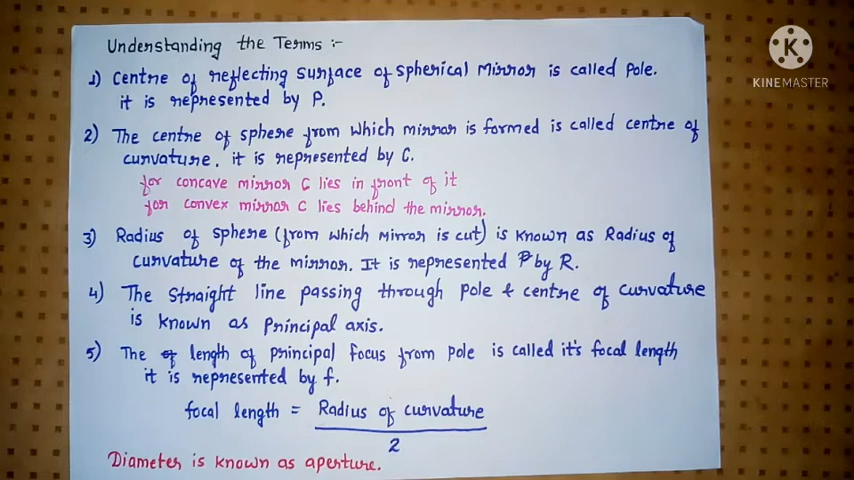 Understanding the Terms :-
1) Centre of reflecting surface of spherical mirror is called Pole.
it is represented by P.
2) The centre of sphere from which mirror is formed is called centre of
curvature. it is represented by C.
for concave mirror C lies in front of it
for convex mirror C lies behind the mirror.
3) Radius of sphere (from which mirror is cut) is known as Radius of
curvature of the mirror. It is represented by R.
4) The straight line passing through pole & centre of curvature
is known as principal axis.
5) The length of principal focus from pole is called it's focal length
it is represented by f.
focal length = Radius of curvature
2
Diameter is known as aperture.
K
KINEMASTER